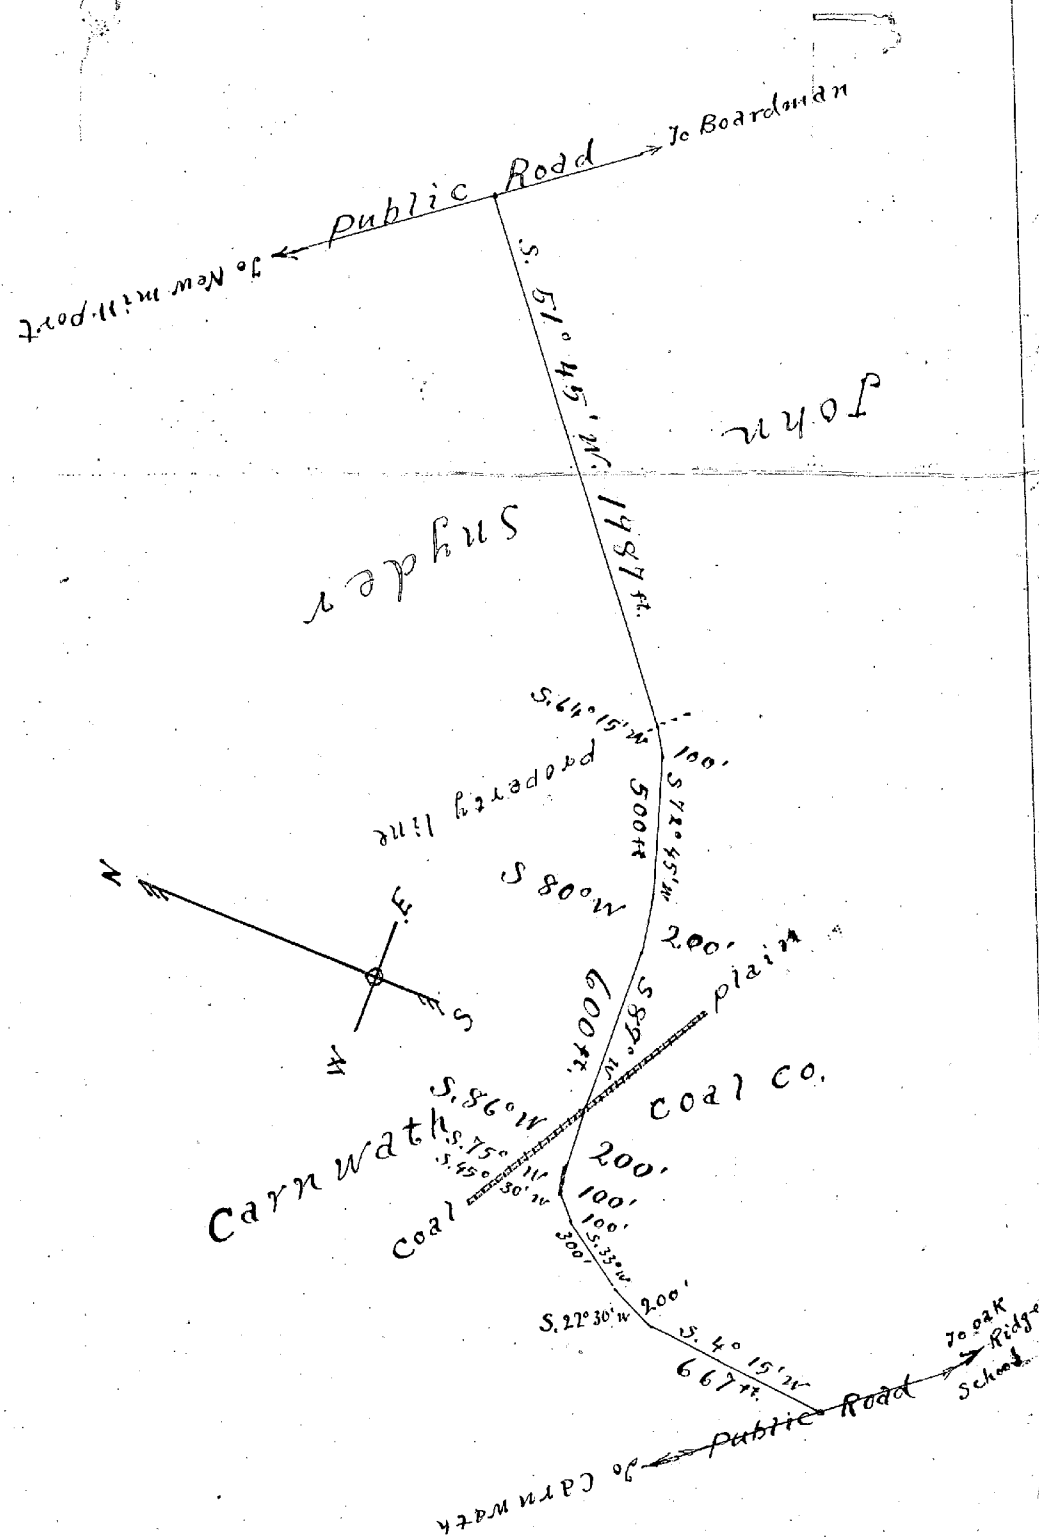 To Boardman
Public Road
To New mill port
S. 51° 45' W. 1487 ft.
John
Snyder
S. 64° 15' W
100'
property line
500 ft
S 72° 45' W
S 80° W
200'
plain
600 ft.
S 89° W
N
E.
S
W
Coal Co.
S. 86° W
Carnwath
S. 75° W
S. 45° 30' W
200'
Coal
100'
100'
300'
S. 33° W.
200'
S. 22° 30' W
S. 4° 15' W
667 ft.
To Oak
Ridge
School
Public Road
To Carnwath